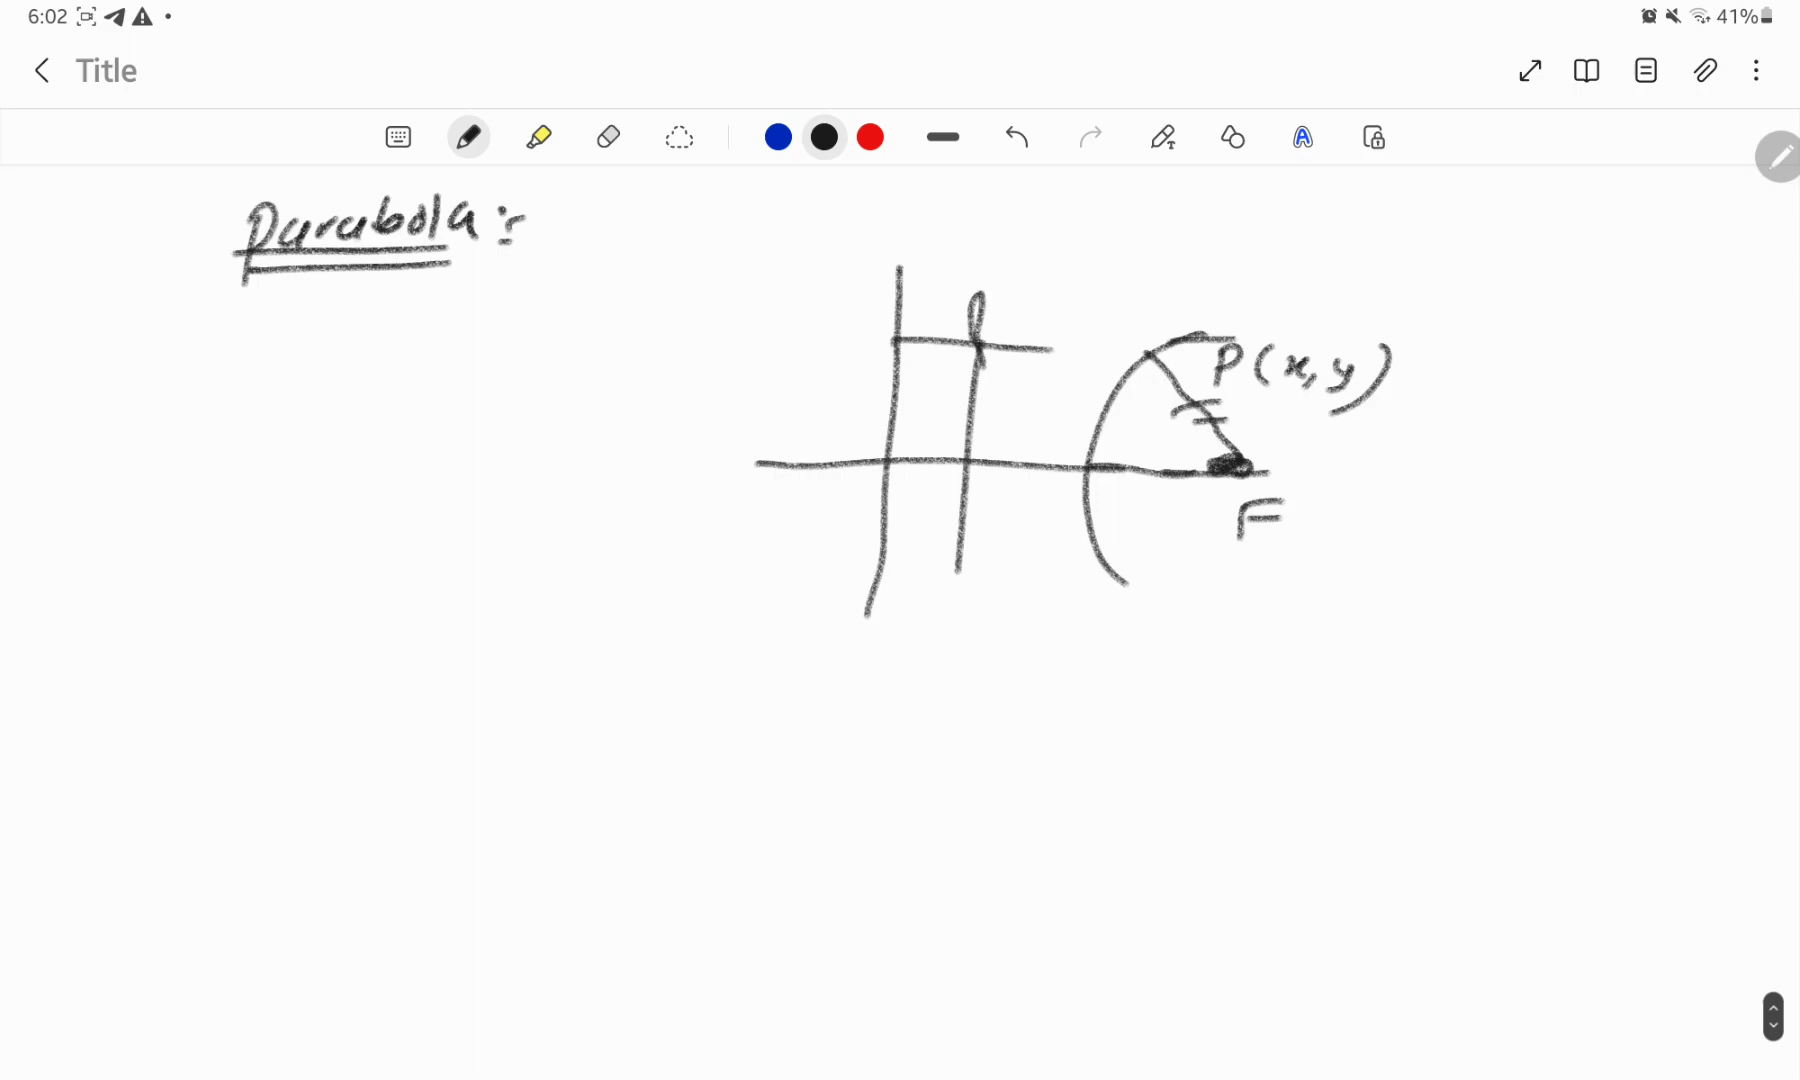 6:02
41%
Title
Parabola :-
l
P(x,y)
F